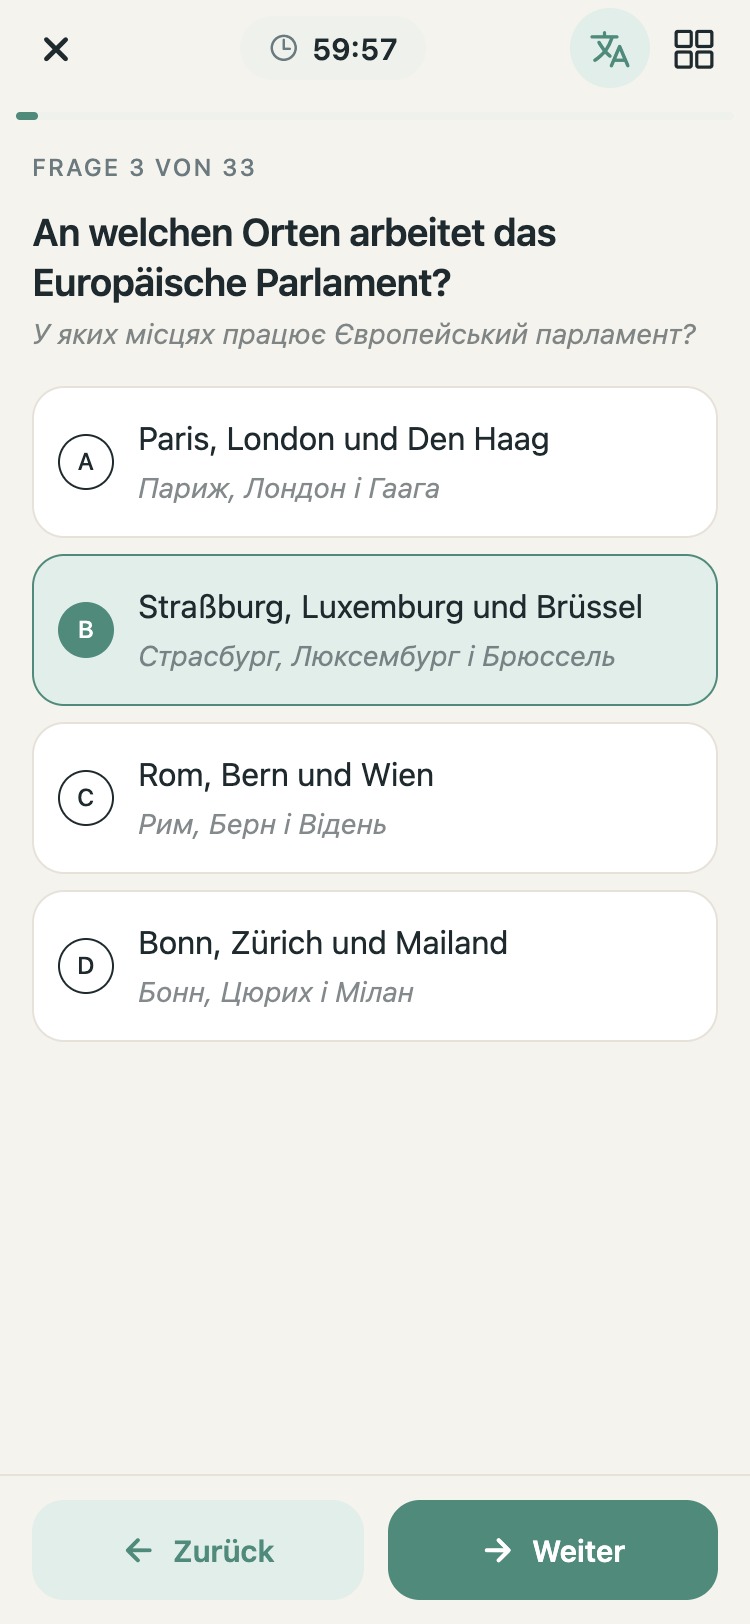 59:57
FRAGE 3 VON 33
An welchen Orten arbeitet das
Europäische Parlament?
У яких місцях працює Європейський парламент?
A
Paris, London und Den Haag
Париж, Лондон і Гаага
B
Straßburg, Luxemburg und Brüssel
Страсбург, Люксембург і Брюссель
C
Rom, Bern und Wien
Рим, Берн і Відень
D
Bonn, Zürich und Mailand
Бонн, Цюрих і Мілан
Zurück
Weiter